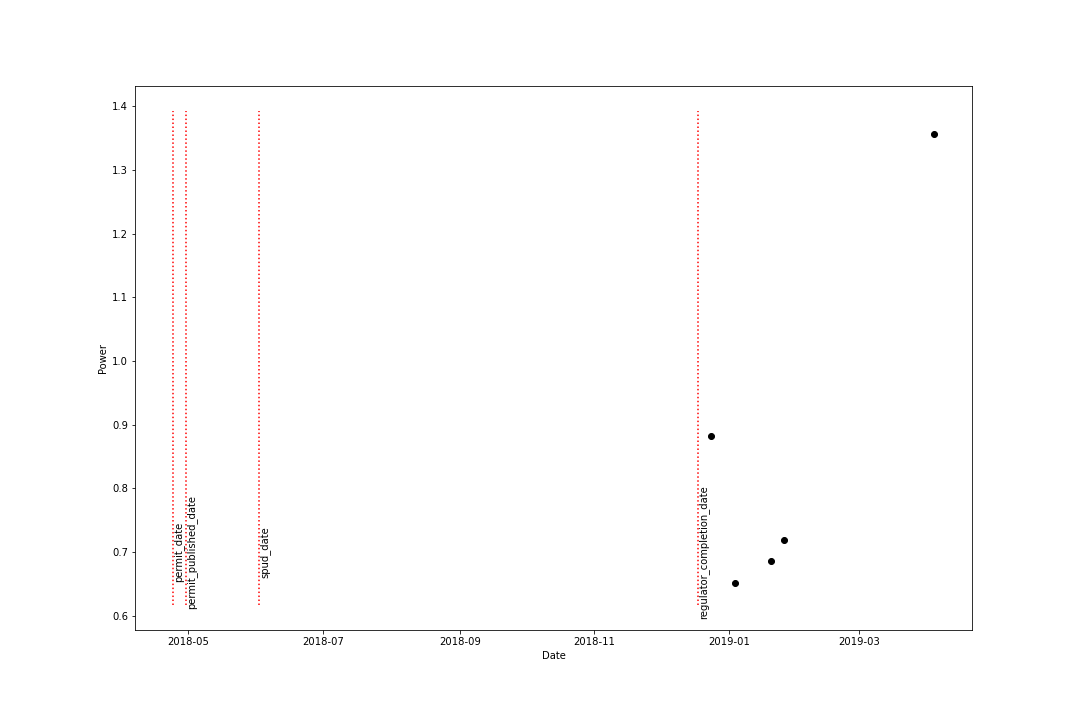 1.4
1.3
1.2
1.1
1.0
0.9
0.8
0.7
0.6
Power
permit_date
permit_published_date
spud_date
regulator_completion_date
2018-05
2018-07
2018-09
2018-11
2019-01
2019-03
Date